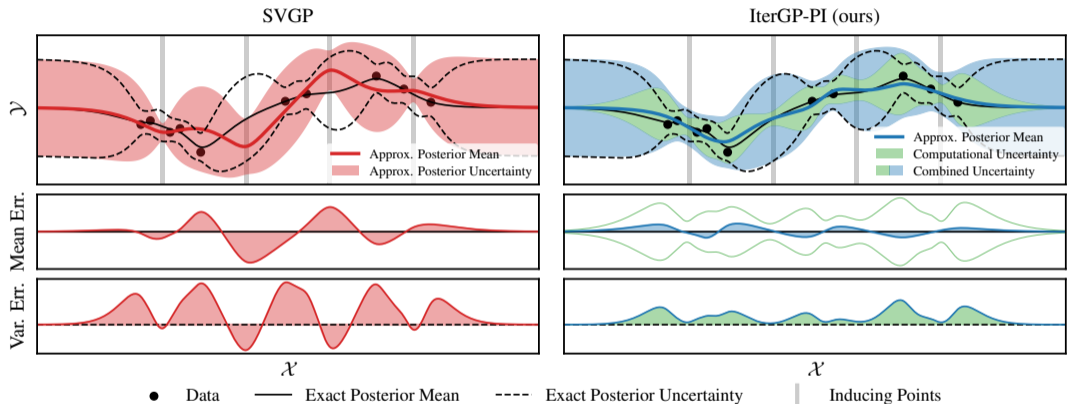 SVGP
IterGP-PI (ours)
𝒴
Approx. Posterior Mean
Approx. Posterior Uncertainty
Approx. Posterior Mean
Computational Uncertainty
Combined Uncertainty
Mean Err.
Var. Err.
𝒳
𝒳
Data
Exact Posterior Mean
Exact Posterior Uncertainty
Inducing Points